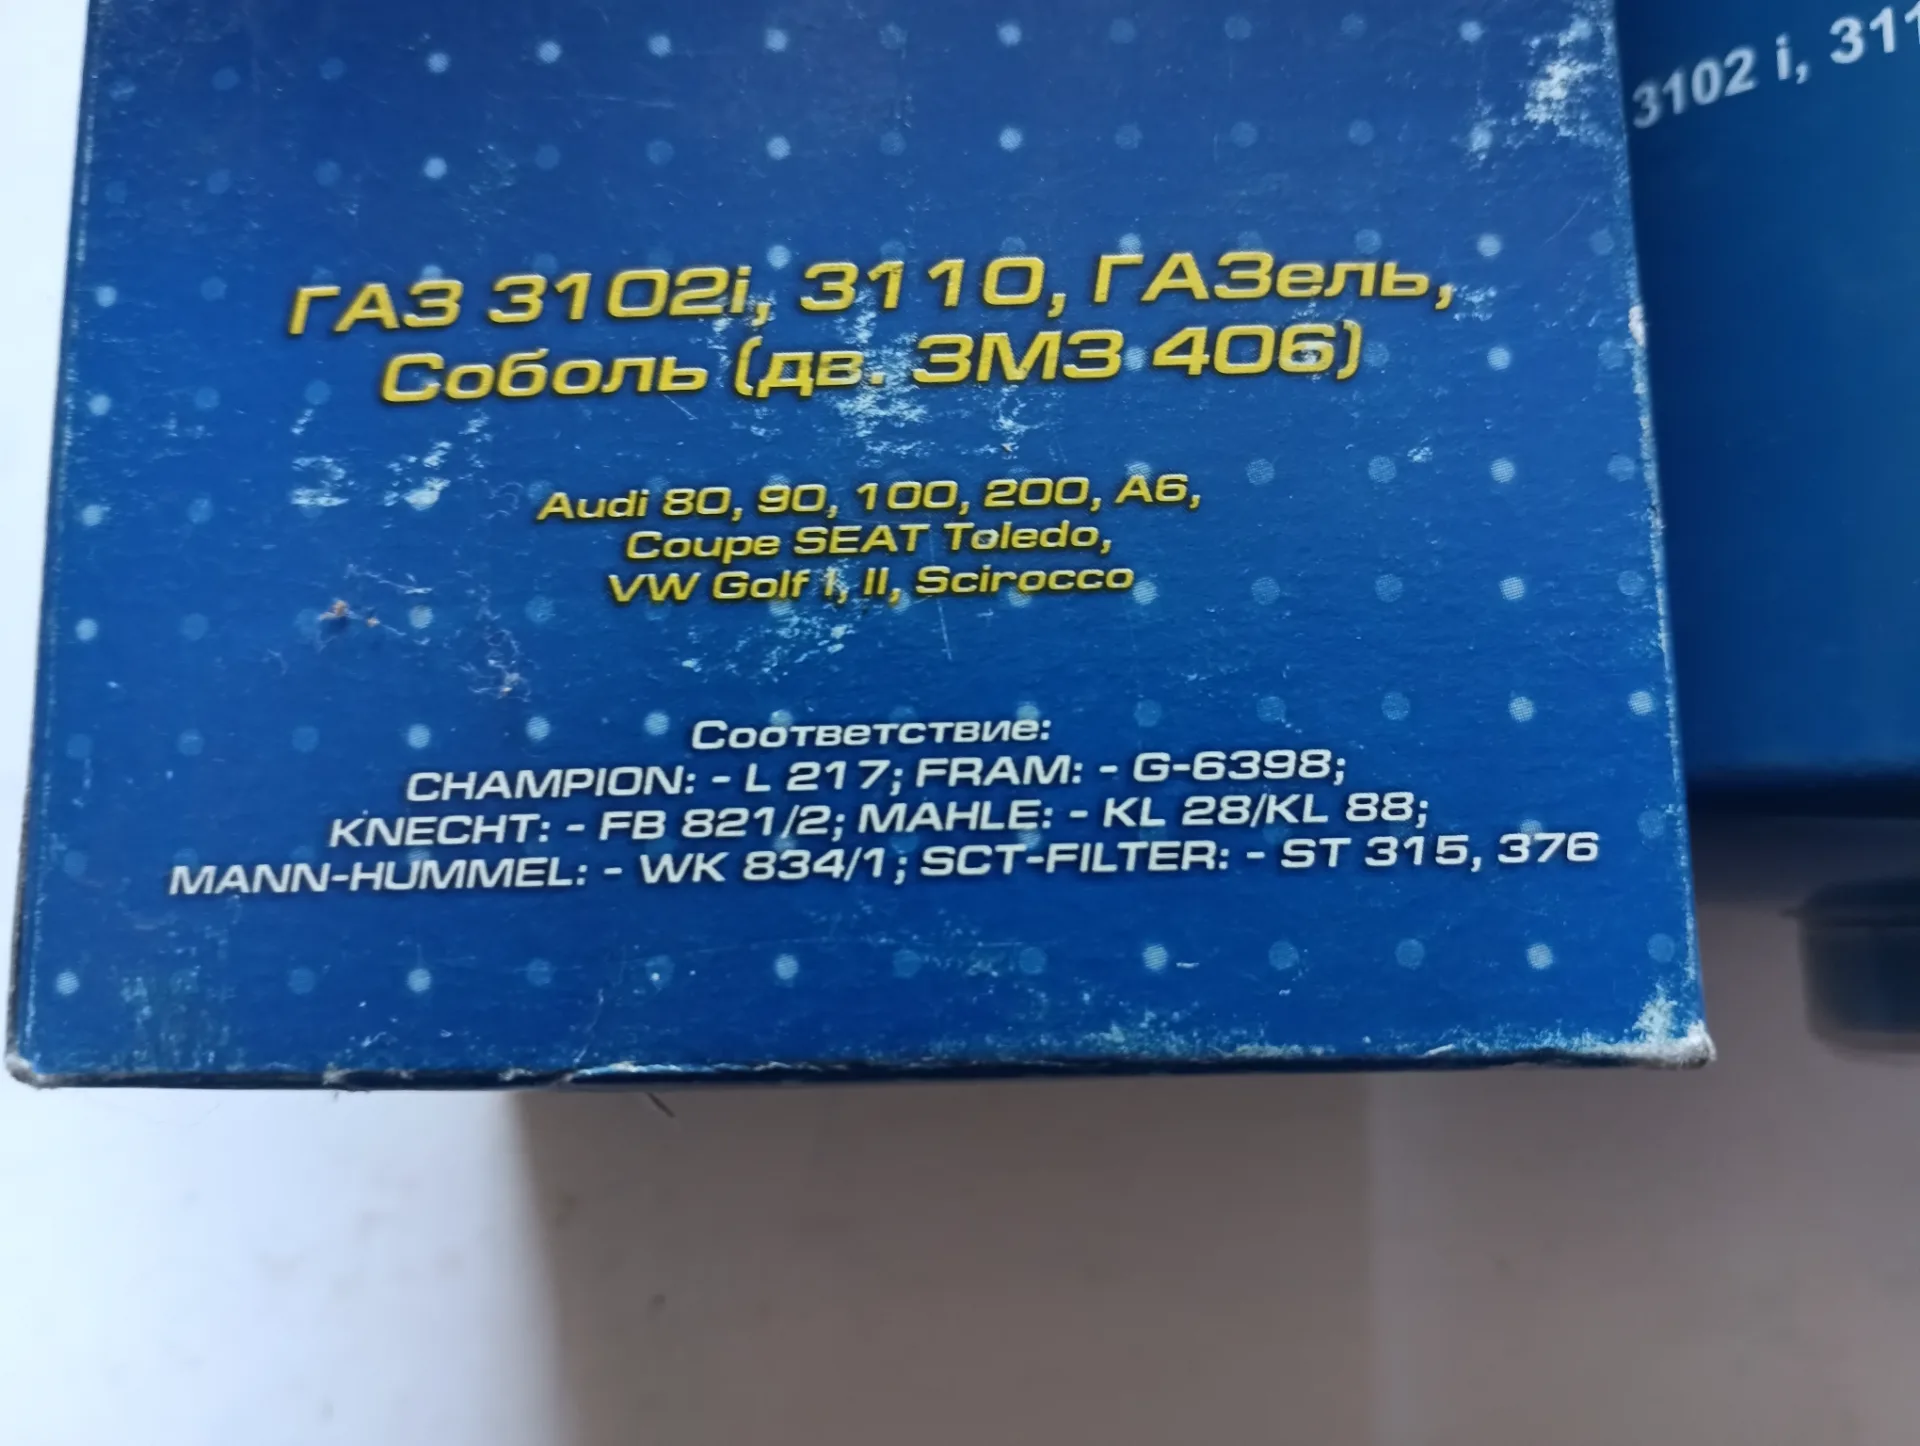 ГАЗ 3102i, 3110, ГАЗель,
Соболь (дв. ЗМЗ 406)
Audi 80, 90, 100, 200, A6,
Coupe SEAT Toledo,
VW Golf I, II, Scirocco
Соответствие:
CHAMPION: - L 217; FRAM: - G-6398;
KNECHT: - FB 821/2; MAHLE: - KL 28/KL 88;
MANN-HUMMEL: - WK 834/1; SCT-FILTER: - ST 315, 376
3102 i, 311